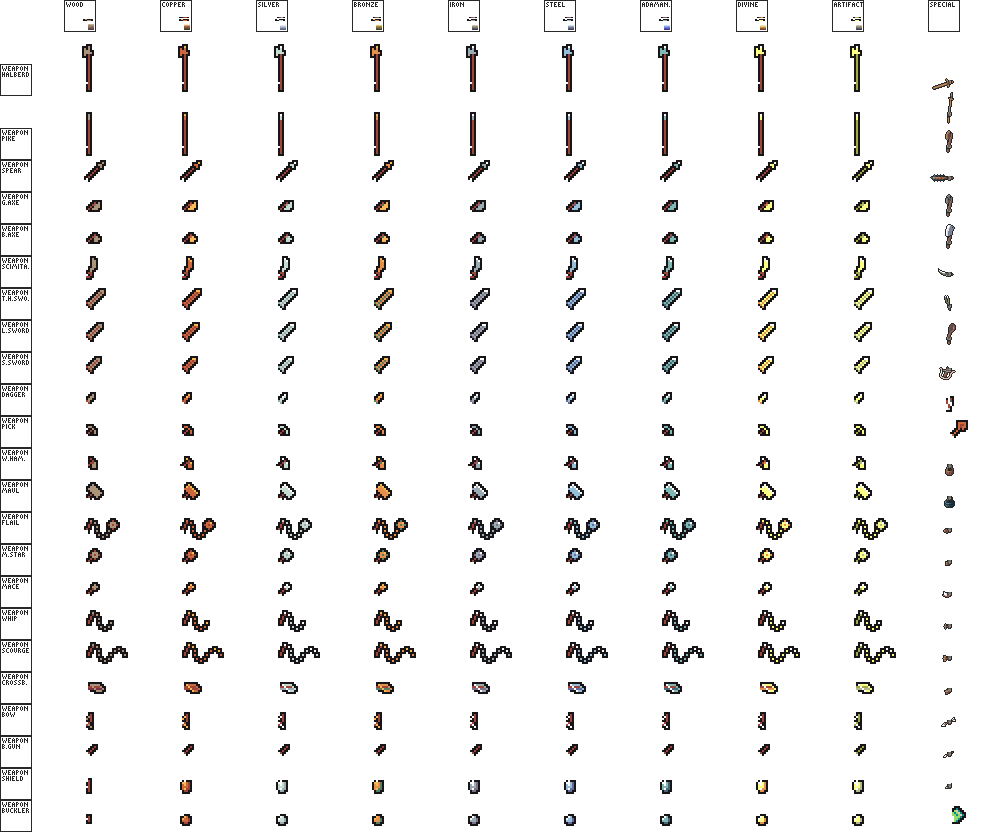 WOOD COPPER SILVER BRONZE IRON STEEL ADAMAN. DIVINE ARTIFACT SPECIAL
WEAPON
HALBERD
WEAPON
PIKE
WEAPON
SPEAR
WEAPON
G.AXE
WEAPON
B.AXE
WEAPON
SCIMITA.
WEAPON
T.H.SWO.
WEAPON
L.SWORD
WEAPON
S.SWORD
WEAPON
DAGGER
WEAPON
PICK
WEAPON
W.HAM.
WEAPON
MAUL
WEAPON
FLAIL
WEAPON
M.STAR
WEAPON
MACE
WEAPON
WHIP
WEAPON
SCOURGE
WEAPON
CROSSB.
WEAPON
BOW
WEAPON
B.GUN
WEAPON
SHIELD
WEAPON
BUCKLER